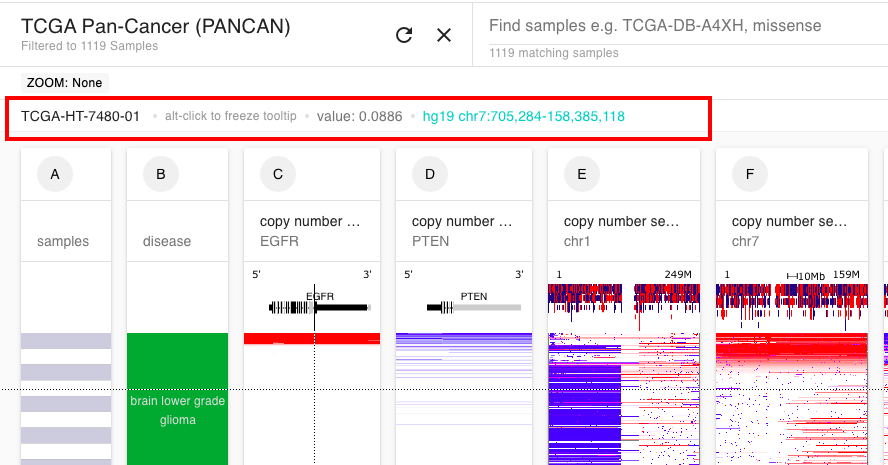 TCGA Pan-Cancer (PANCAN)
Filtered to 1119 Samples
Find samples e.g. TCGA-DB-A4XH, missense
1119 matching samples
ZOOM: None
TCGA-HT-7480-01 • alt-click to freeze tooltip • value: 0.0886 • hg19 chr7:705,284-158,385,118
A
samples
B
disease
brain lower grade
glioma
C
copy number …
EGFR
5' 3'
EGFR
D
copy number …
PTEN
5' 3'
PTEN
E
copy number se…
chr1
1 249M
F
copy number se…
chr7
1 10Mb 159M